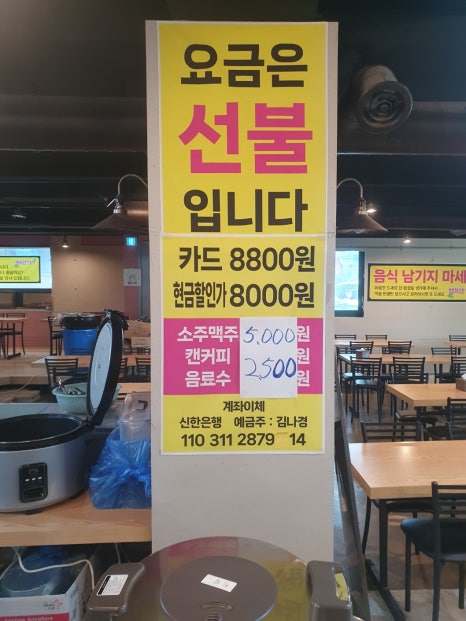 요금은
선불
입니다
카드 8800원
현금할인가 8000원
소주맥주 5,000원
캔커피 원
음료수 2,500
계좌이체
신한은행 예금주 : 김나경
110 311 2879 14
음식 남기지 마세